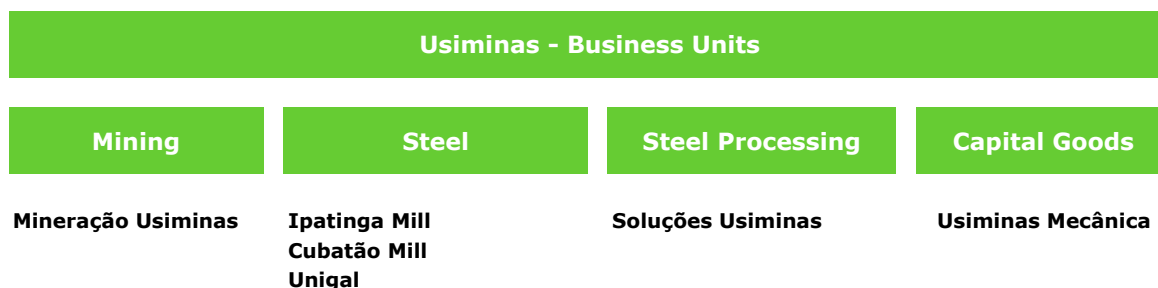 Usiminas - Business Units
Mining
Steel
Steel Processing
Capital Goods
Mineração Usiminas
Ipatinga Mill
Cubatão Mill
Unigal
Soluções Usiminas
Usiminas Mecânica